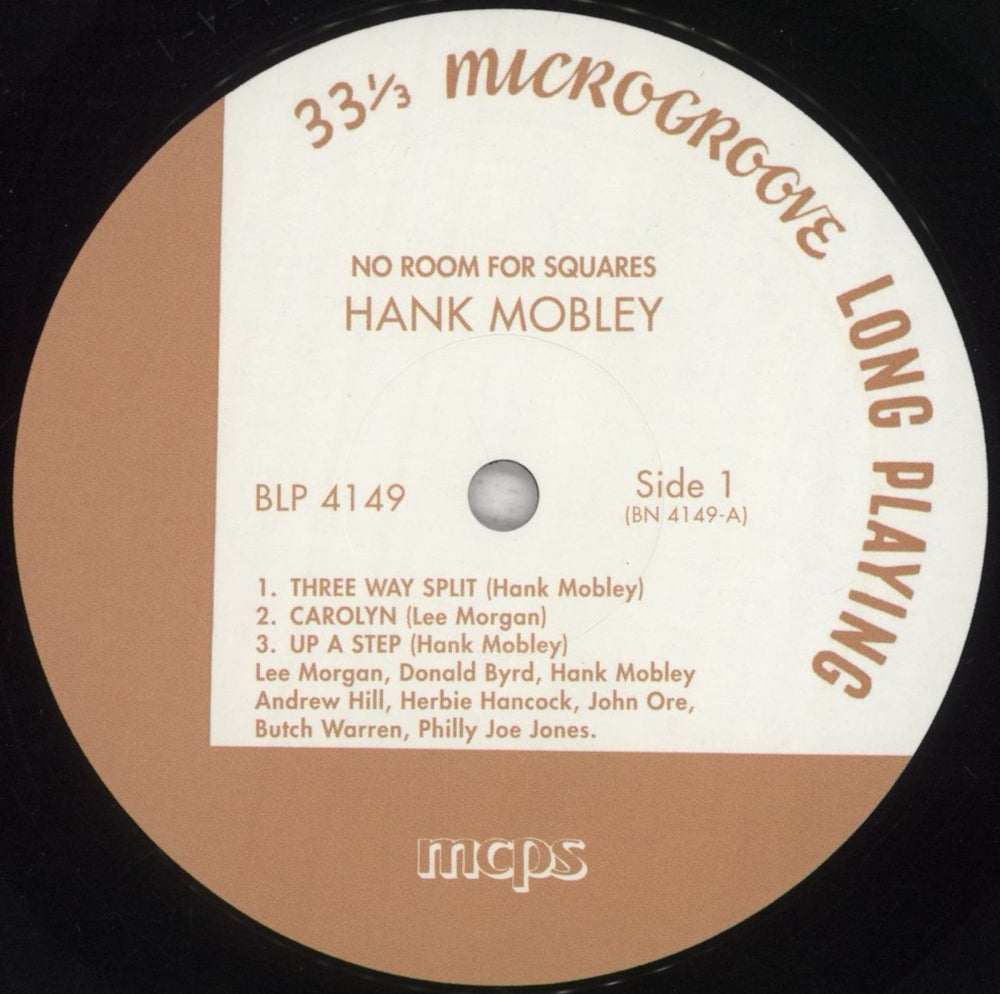 33⅓ MICROGROOVE LONG PLAYING
NO ROOM FOR SQUARES
HANK MOBLEY
BLP 4149
Side 1
(BN 4149-A)
1. THREE WAY SPLIT (Hank Mobley)
2. CAROLYN (Lee Morgan)
3. UP A STEP (Hank Mobley)
Lee Morgan, Donald Byrd, Hank Mobley
Andrew Hill, Herbie Hancock, John Ore,
Butch Warren, Philly Joe Jones.
mcps